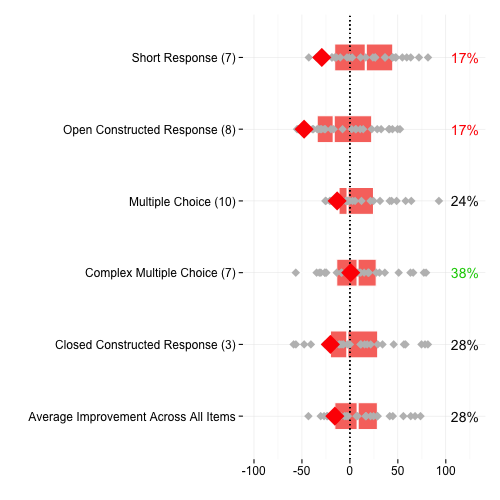 Short Response (7) 17%
Open Constructed Response (8) 17%
Multiple Choice (10) 24%
Complex Multiple Choice (7) 38%
Closed Constructed Response (3) 28%
Average Improvement Across All Items 28%
-100 -50 0 50 100